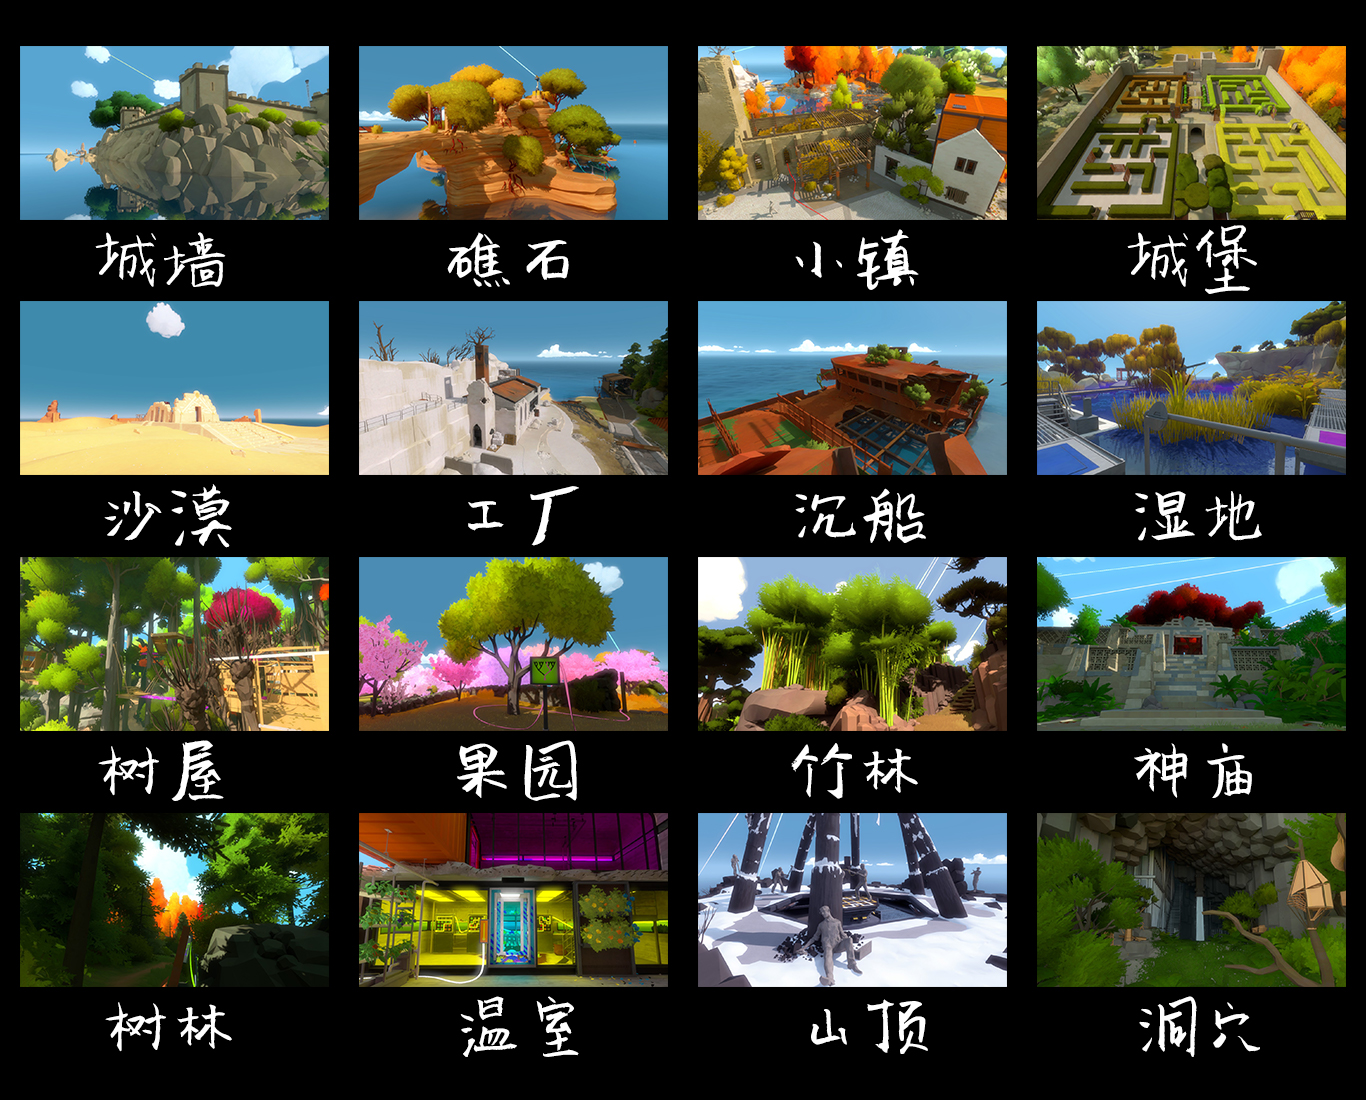 城墙 礁石 小镇 城堡
沙漠 工厂 沉船 湿地
树屋 果园 竹林 神庙
树林 温室 山顶 洞穴